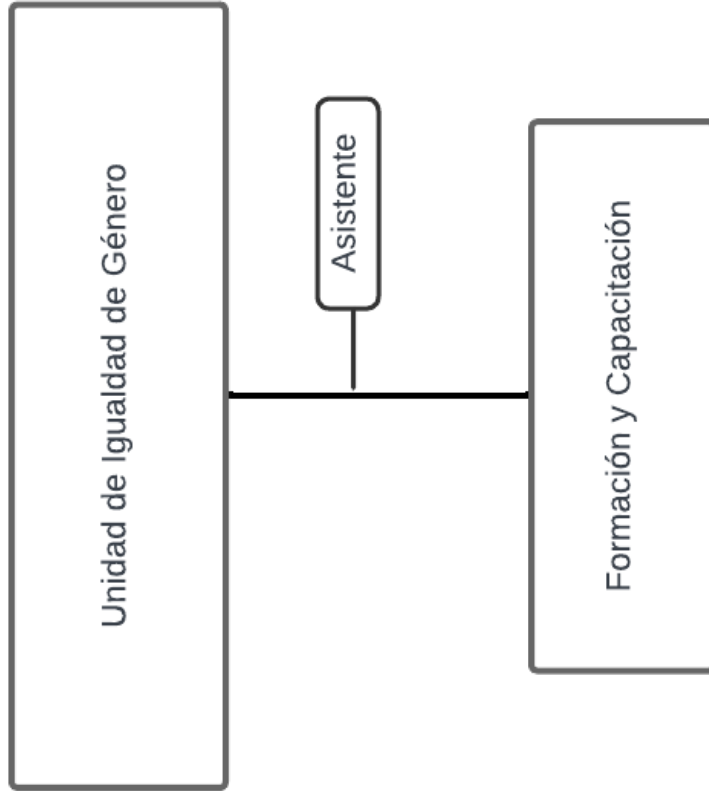 Unidad de Igualdad de Género
Asistente
Formación y Capacitación